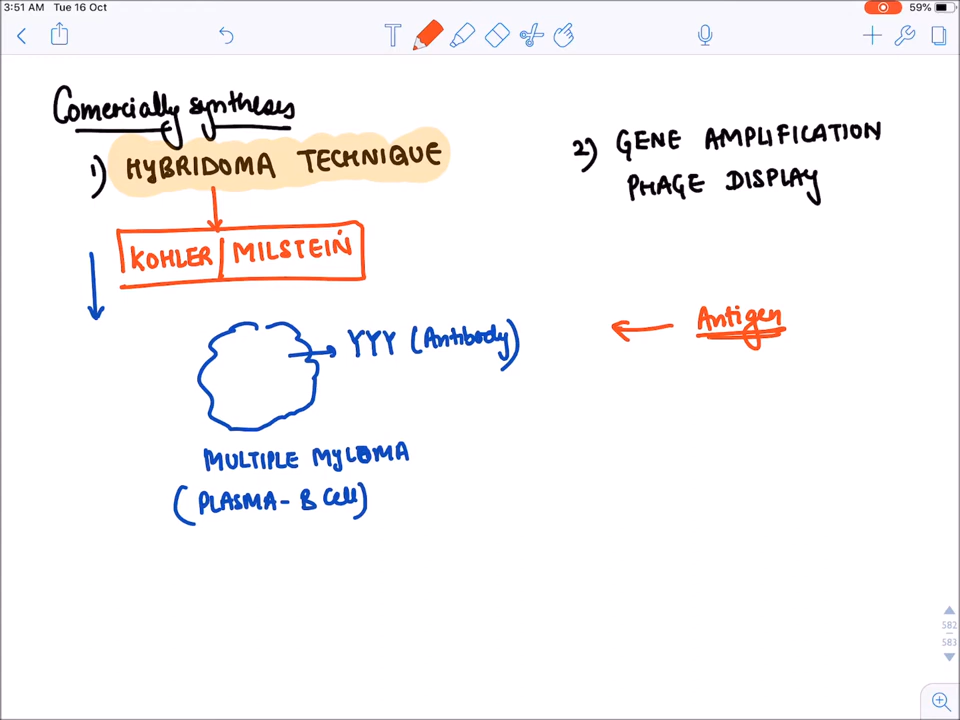 3:51 AM Tue 16 Oct
59%
T
Comercially syntheses
1) HYBRIDOMA TECHNIQUE
2) GENE AMPLIFICATION
PHAGE DISPLAY
KOHLER | MILSTEIN
YYY (Antibody)
Antigen
MULTIPLE MYLOMA
(PLASMA - B Cell)
582
583